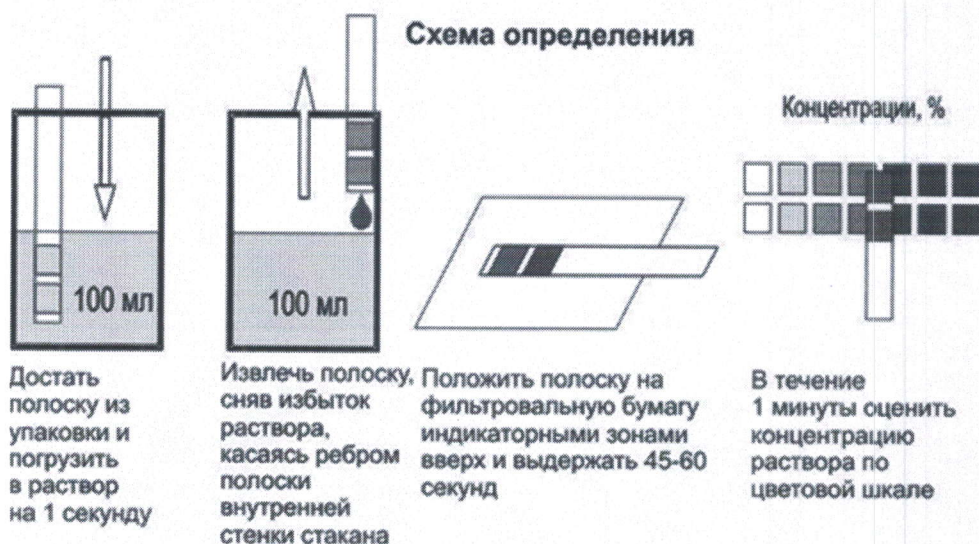 Схема определения
Концентрации, %
100 мл
100 мл
Достать
полоску из
упаковки и
погрузить
в раствор
на 1 секунду
Извлечь полоску,
сняв избыток
раствора,
касаясь ребром
полоски
внутренней
стенки стакана
Положить полоску на
фильтровальную бумагу
индикаторными зонами
вверх и выдержать 45-60
секунд
В течение
1 минуты оценить
концентрацию
раствора по
цветовой шкале